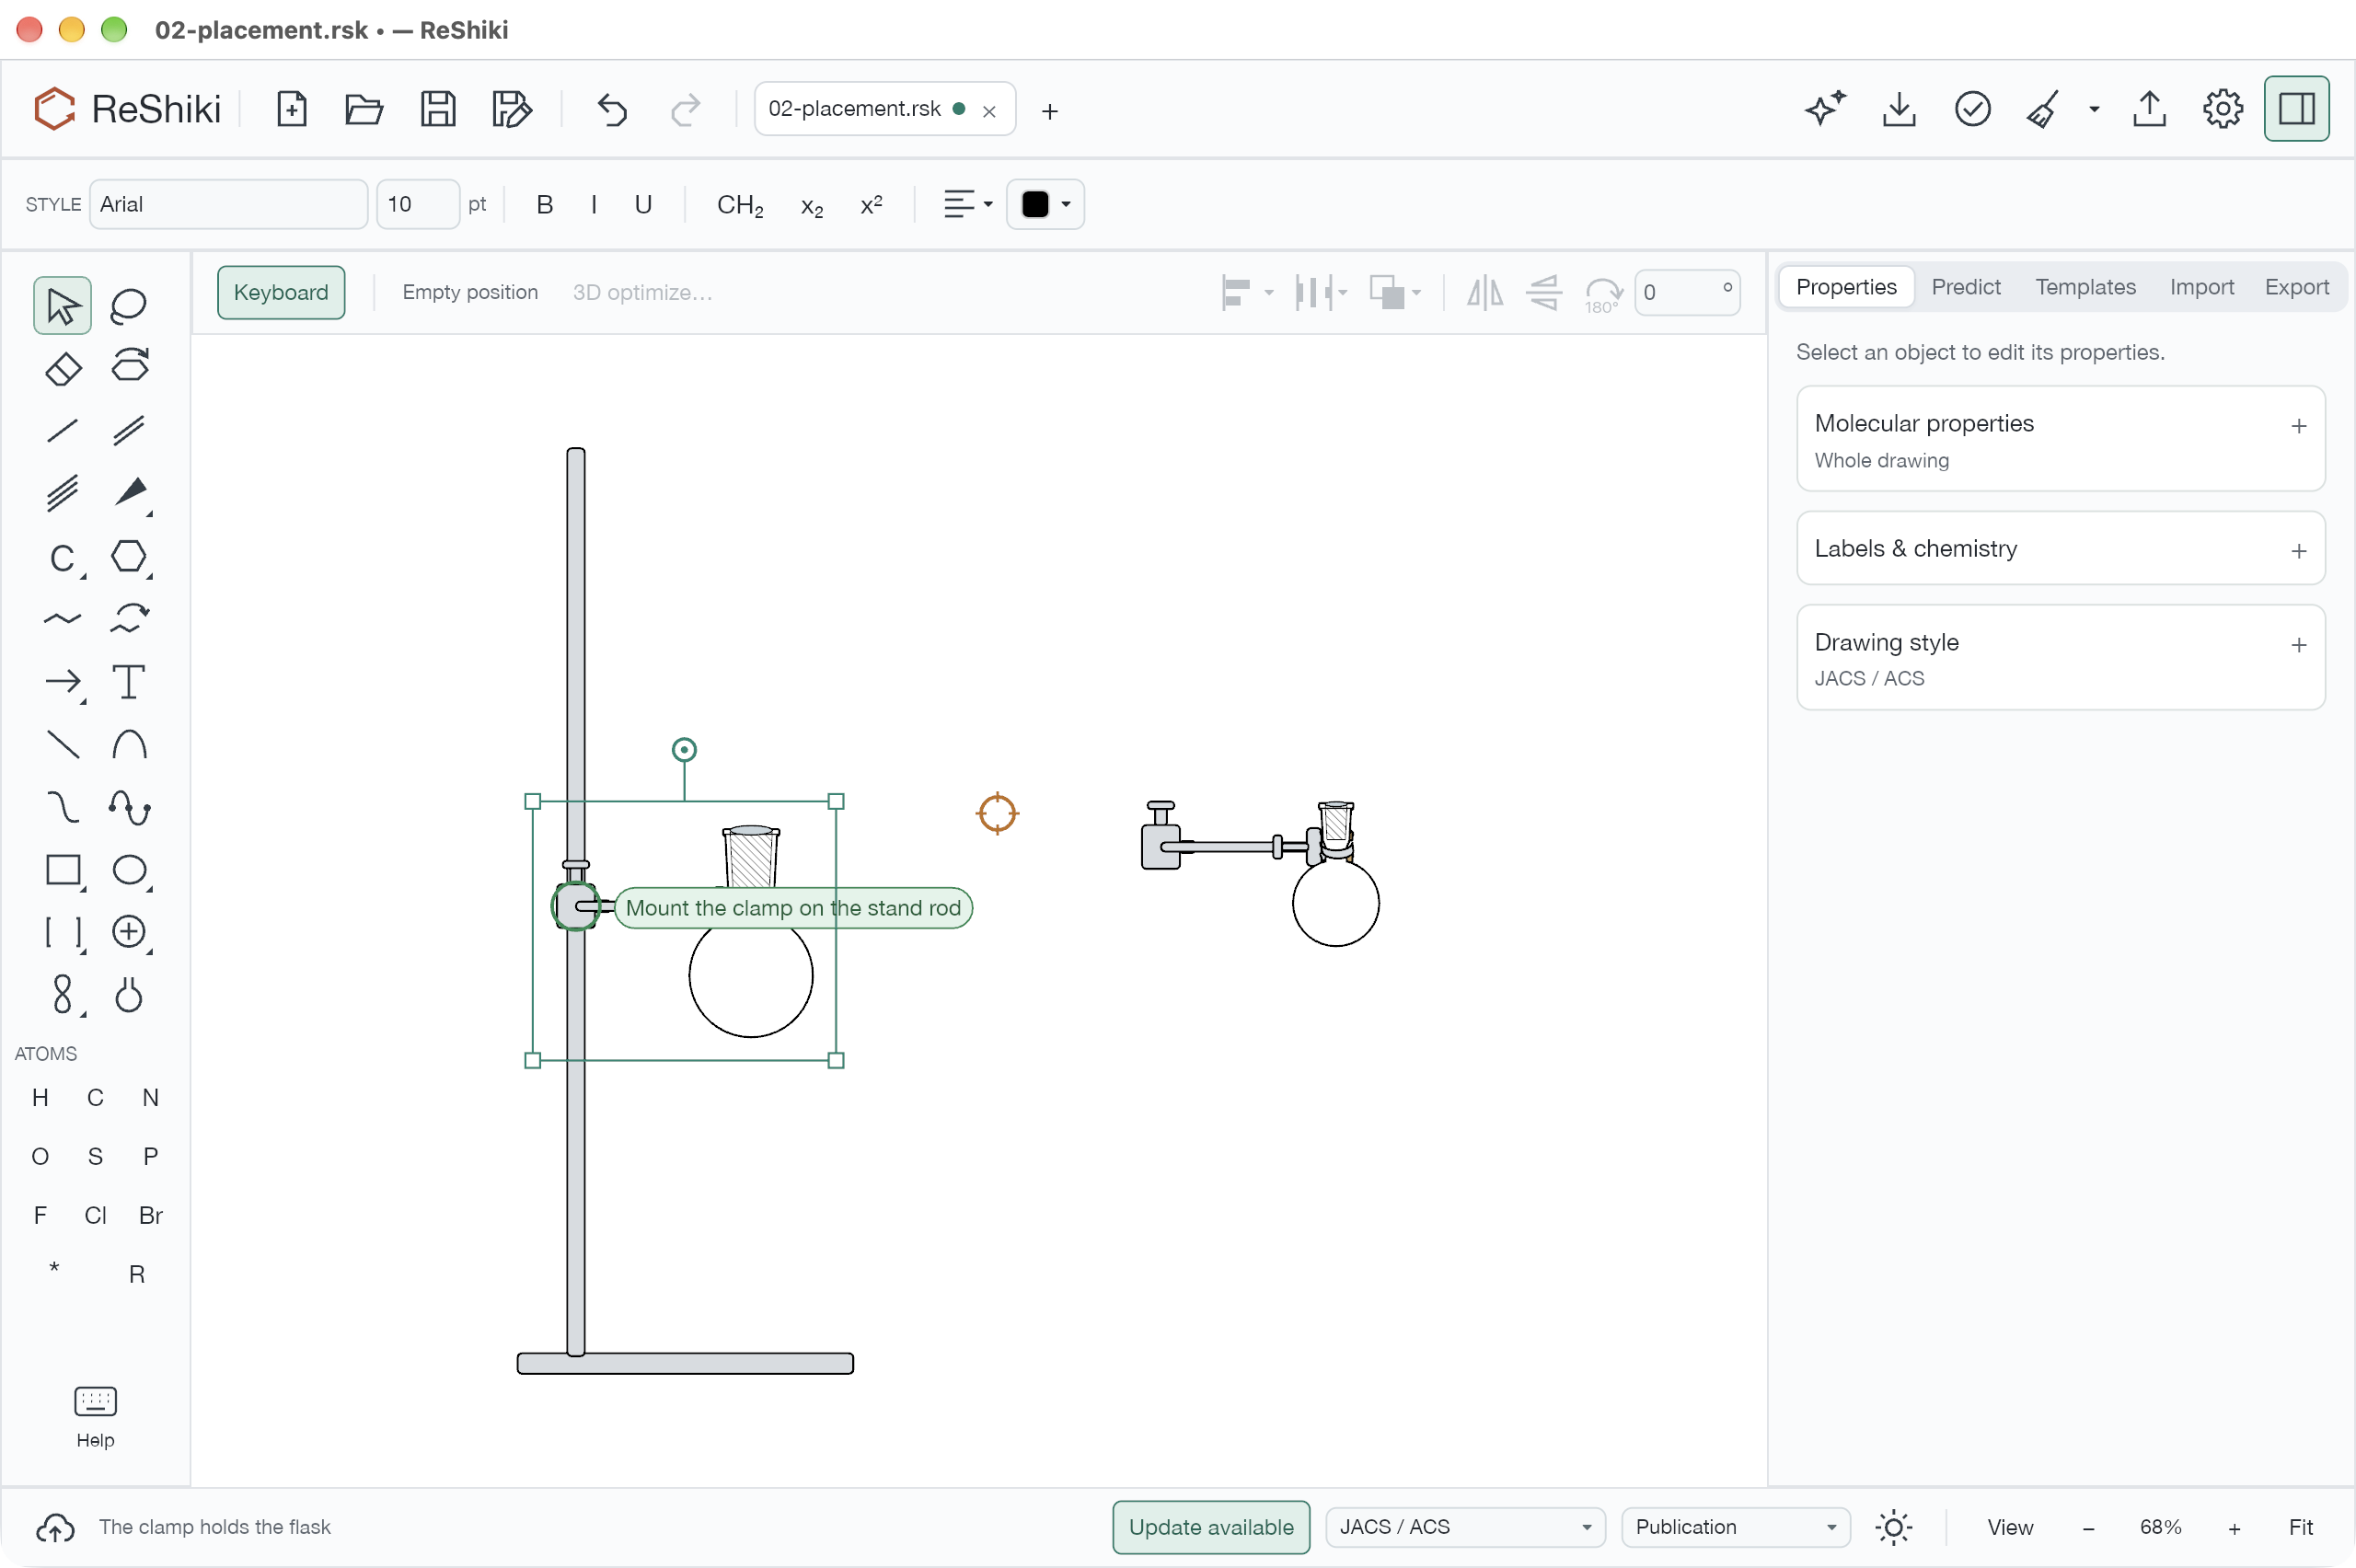 02-placement.rsk • — ReShiki
ReShiki
02-placement.rsk
STYLE Arial 10 pt B I U CH₂ x₂ x²
Keyboard Empty position 3D optimize… 180° 0 °
Properties Predict Templates Import Export
Select an object to edit its properties.
Molecular properties
Whole drawing
Labels & chemistry
Drawing style
JACS / ACS
C
T
Mount the clamp on the stand rod
ATOMS
H C N
O S P
F Cl Br
* R
Help
The clamp holds the flask Update available JACS / ACS Publication View – 68% + Fit